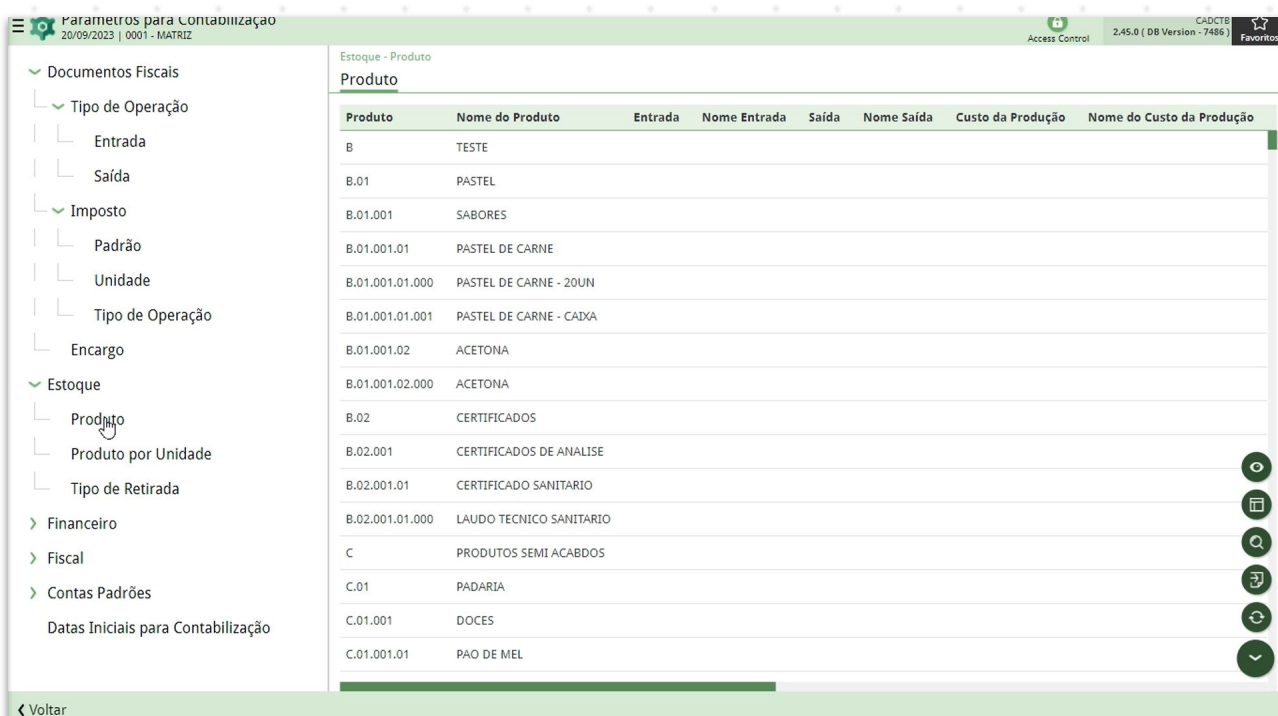 Parâmetros para Contabilização
20/09/2023 | 0001 - MATRIZ
Access Control
CADCTB
2.45.0 ( DB Version - 7486 )
Favoritos
Documentos Fiscais
Tipo de Operação
Entrada
Saída
Imposto
Padrão
Unidade
Tipo de Operação
Encargo
Estoque
Produto
Produto por Unidade
Tipo de Retirada
Financeiro
Fiscal
Contas Padrões
Datas Iniciais para Contabilização
Estoque - Produto
Produto
Produto Nome do Produto Entrada Nome Entrada Saída Nome Saída Custo da Produção Nome do Custo da Produção
B TESTE
B.01 PASTEL
B.01.001 SABORES
B.01.001.01 PASTEL DE CARNE
B.01.001.01.000 PASTEL DE CARNE - 20UN
B.01.001.01.001 PASTEL DE CARNE - CAIXA
B.01.001.02 ACETONA
B.01.001.02.000 ACETONA
B.02 CERTIFICADOS
B.02.001 CERTIFICADOS DE ANALISE
B.02.001.01 CERTIFICADO SANITARIO
B.02.001.01.000 LAUDO TECNICO SANITARIO
C PRODUTOS SEMI ACABDOS
C.01 PADARIA
C.01.001 DOCES
C.01.001.01 PAO DE MEL
Voltar